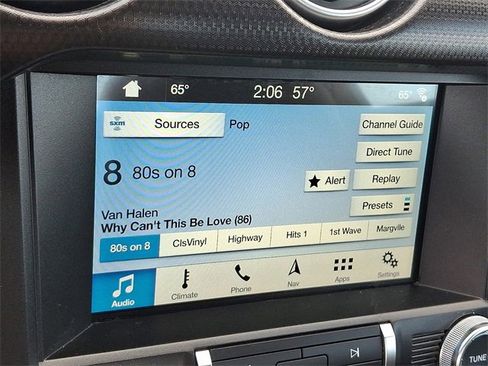 65° 2:06 57° 65°
sxm Sources Pop Channel Guide
Direct Tune
8 80s on 8
Alert Replay
Presets
Van Halen
Why Can't This Be Love (86)
80s on 8 ClsVinyl Highway Hits 1 1st Wave Margvlle
Audio Climate Phone Nav Apps Settings
TUNE